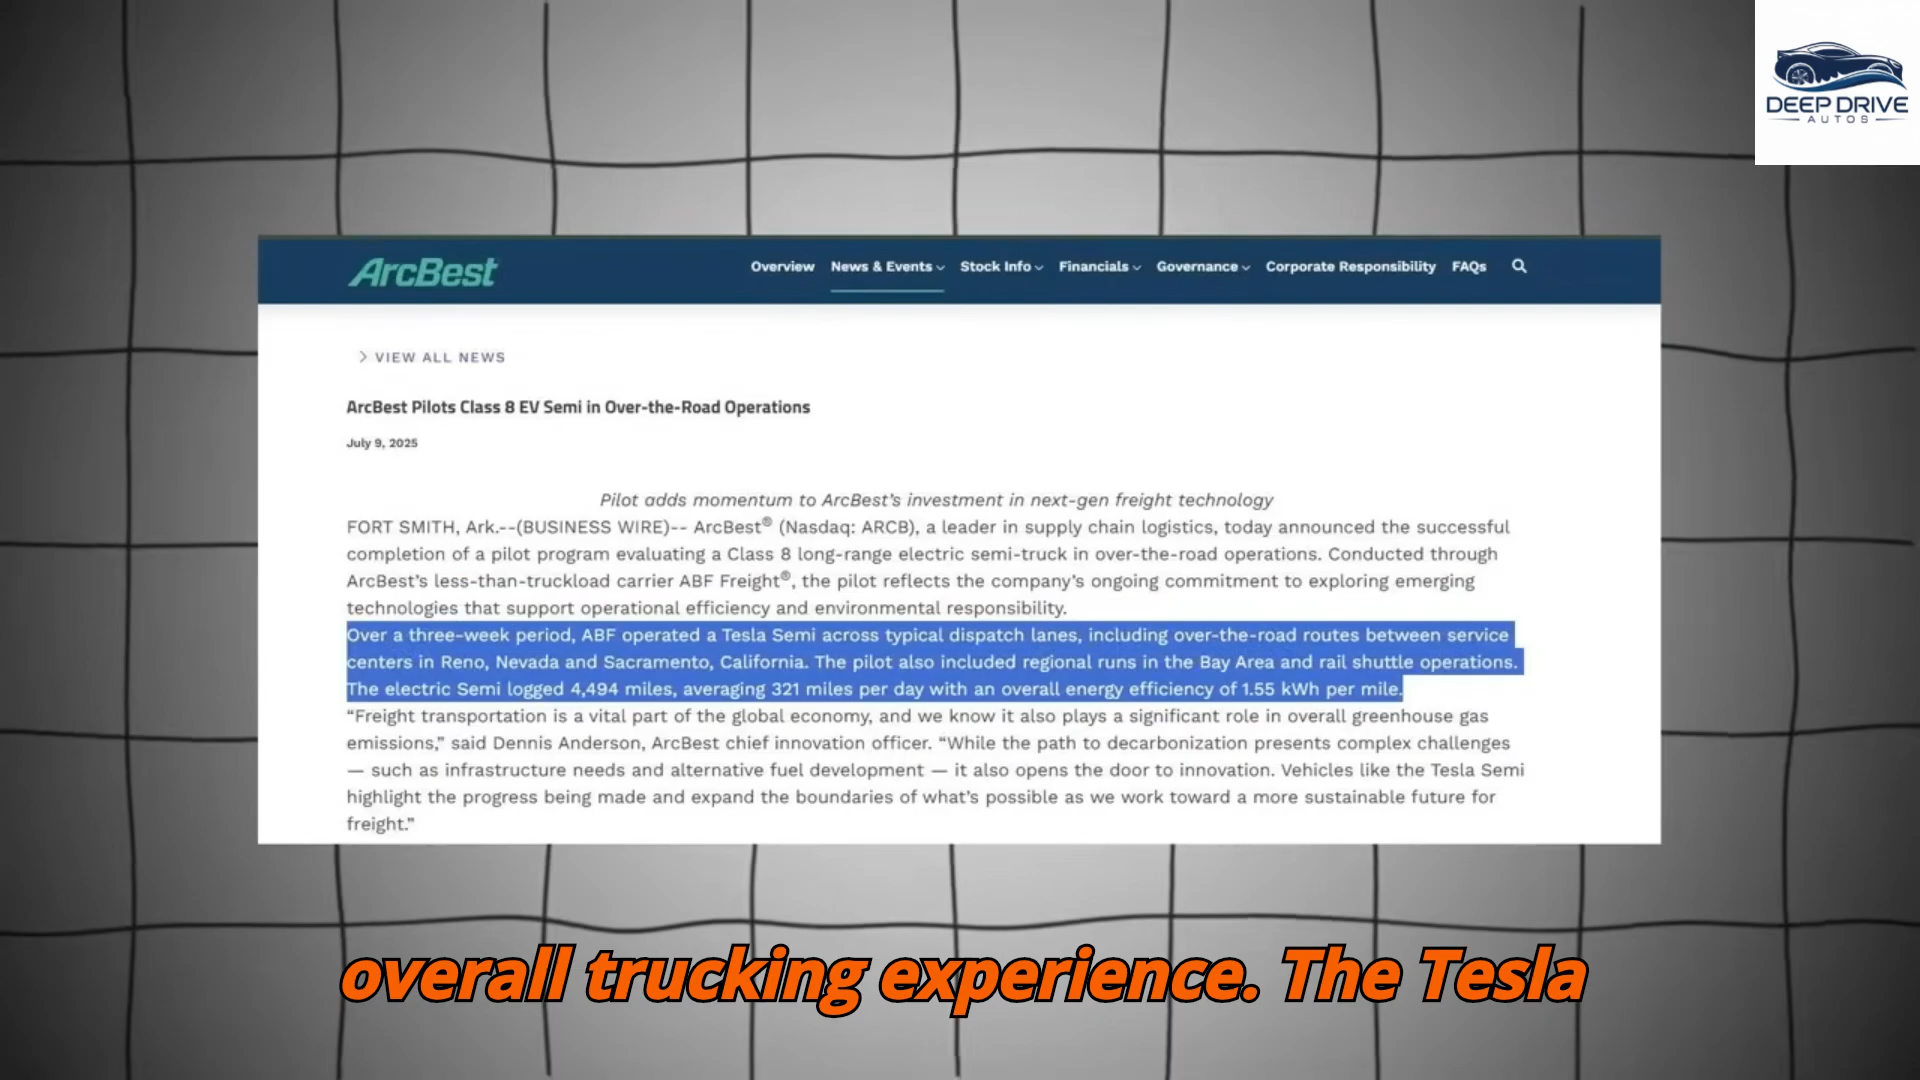 DEEP DRIVE
AUTOS
ArcBest
Overview News & Events Stock Info Financials Governance Corporate Responsibility FAQs
VIEW ALL NEWS
ArcBest Pilots Class 8 EV Semi in Over-the-Road Operations
July 9, 2025
Pilot adds momentum to ArcBest’s investment in next-gen freight technology
FORT SMITH, Ark.--(BUSINESS WIRE)-- ArcBest® (Nasdaq: ARCB), a leader in supply chain logistics, today announced the successful
completion of a pilot program evaluating a Class 8 long-range electric semi-truck in over-the-road operations. Conducted through
ArcBest’s less-than-truckload carrier ABF Freight®, the pilot reflects the company’s ongoing commitment to exploring emerging
technologies that support operational efficiency and environmental responsibility.
Over a three-week period, ABF operated a Tesla Semi across typical dispatch lanes, including over-the-road routes between service
centers in Reno, Nevada and Sacramento, California. The pilot also included regional runs in the Bay Area and rail shuttle operations.
The electric Semi logged 4,494 miles, averaging 321 miles per day with an overall energy efficiency of 1.55 kWh per mile.
“Freight transportation is a vital part of the global economy, and we know it also plays a significant role in overall greenhouse gas
emissions,” said Dennis Anderson, ArcBest chief innovation officer. “While the path to decarbonization presents complex challenges
— such as infrastructure needs and alternative fuel development — it also opens the door to innovation. Vehicles like the Tesla Semi
highlight the progress being made and expand the boundaries of what’s possible as we work toward a more sustainable future for
freight.”
overall trucking experience. The Tesla